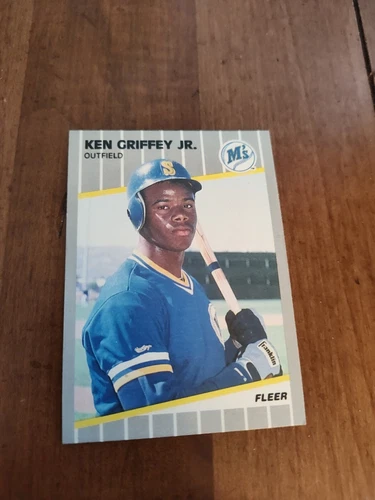 KEN GRIFFEY JR.
OUTFIELD
M's
S
Franklin
FLEER